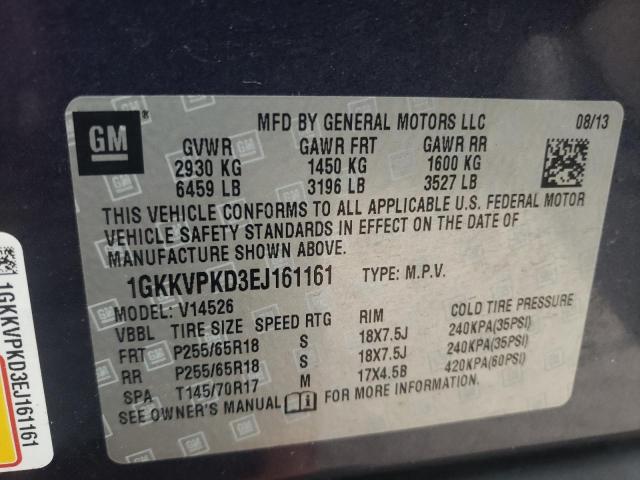 GM
MFD BY GENERAL MOTORS LLC 08/13
GVWR GAWR FRT GAWR RR
2930 KG 1450 KG 1600 KG
6459 LB 3196 LB 3527 LB
THIS VEHICLE CONFORMS TO ALL APPLICABLE U.S. FEDERAL MOTOR
VEHICLE SAFETY STANDARDS IN EFFECT ON THE DATE OF
MANUFACTURE SHOWN ABOVE.
1GKKVPKD3EJ161161 TYPE: M.P.V.
MODEL: V14526
VBBL TIRE SIZE SPEED RTG RIM COLD TIRE PRESSURE
FRT P255/65R18 S 18X7.5J 240KPA(35PSI)
RR P255/65R18 S 18X7.5J 240KPA(35PSI)
SPA T145/70R17 M 17X4.5B 420KPA(60PSI)
SEE OWNER'S MANUAL FOR MORE INFORMATION.
1GKKVPKD3EJ161161